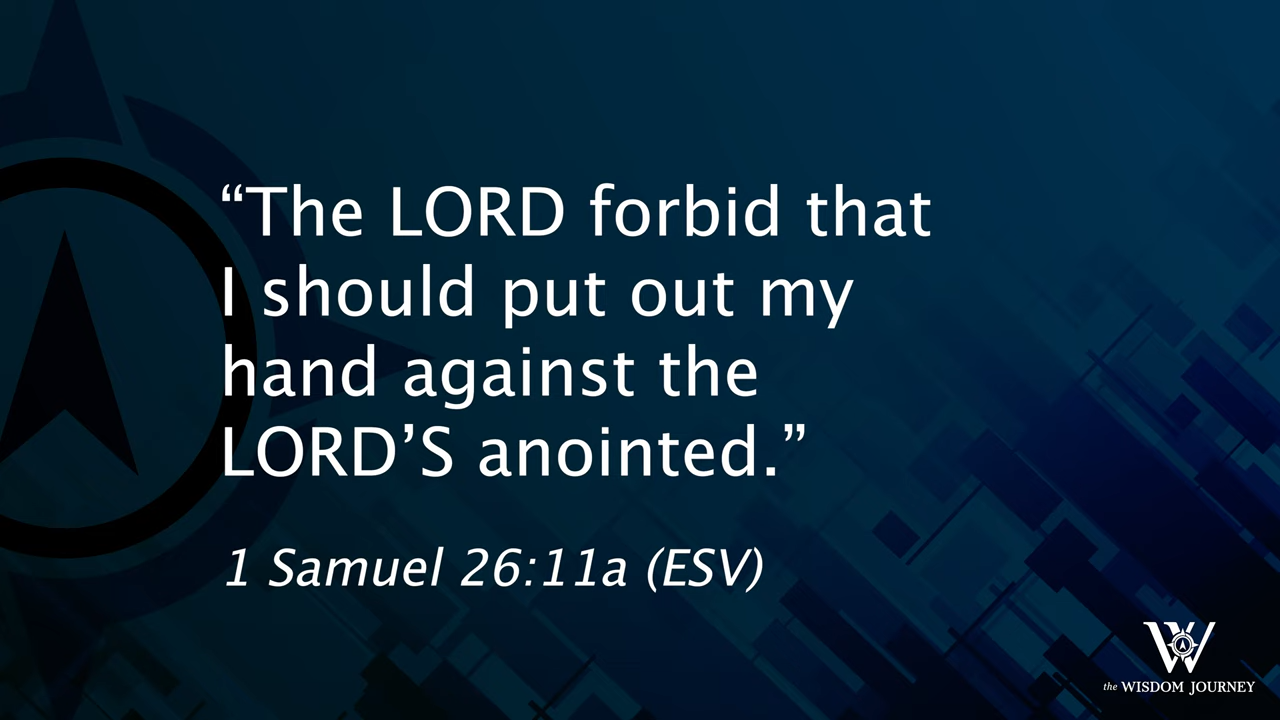 “The LORD forbid that
I should put out my
hand against the
LORD’S anointed.”
1 Samuel 26:11a (ESV)
W
the WISDOM JOURNEY